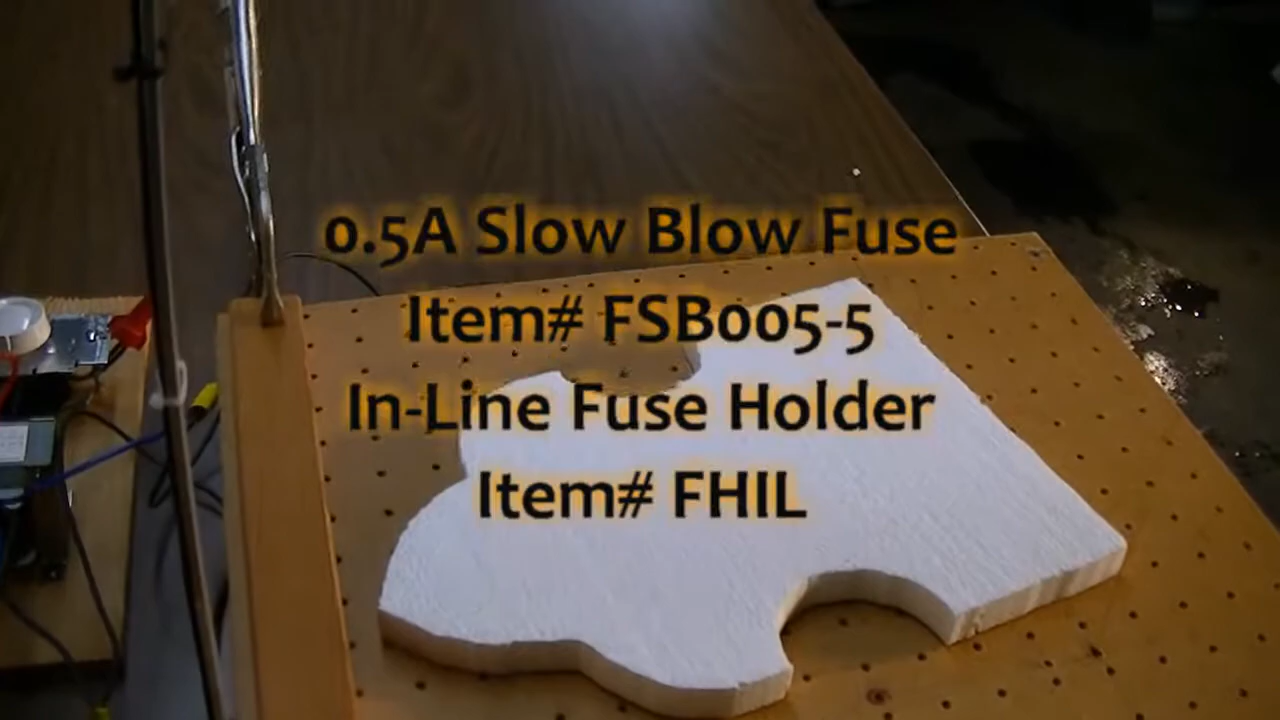 0.5A Slow Blow Fuse
Item# FSB005-5
In-Line Fuse Holder
Item# FHIL